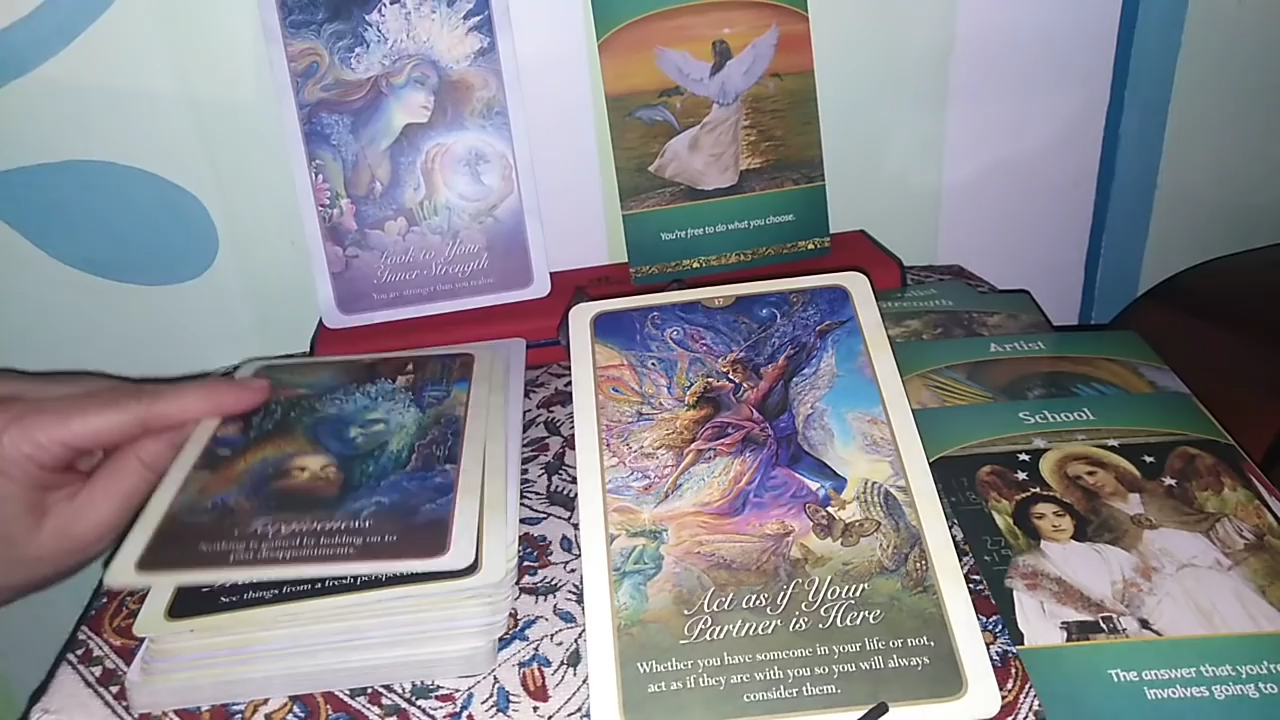 Look to Your
Inner Strength
You are stronger than you realize.
You're free to do what you choose.
Strength
Artist
School
17
Act as if Your
Partner is Here
Whether you have someone in your life or not,
act as if they are with you so you will always
consider them.
Nothing is gained by holding on to
past disappointments.
See things from a fresh perspective
The answer that you're
involves going to